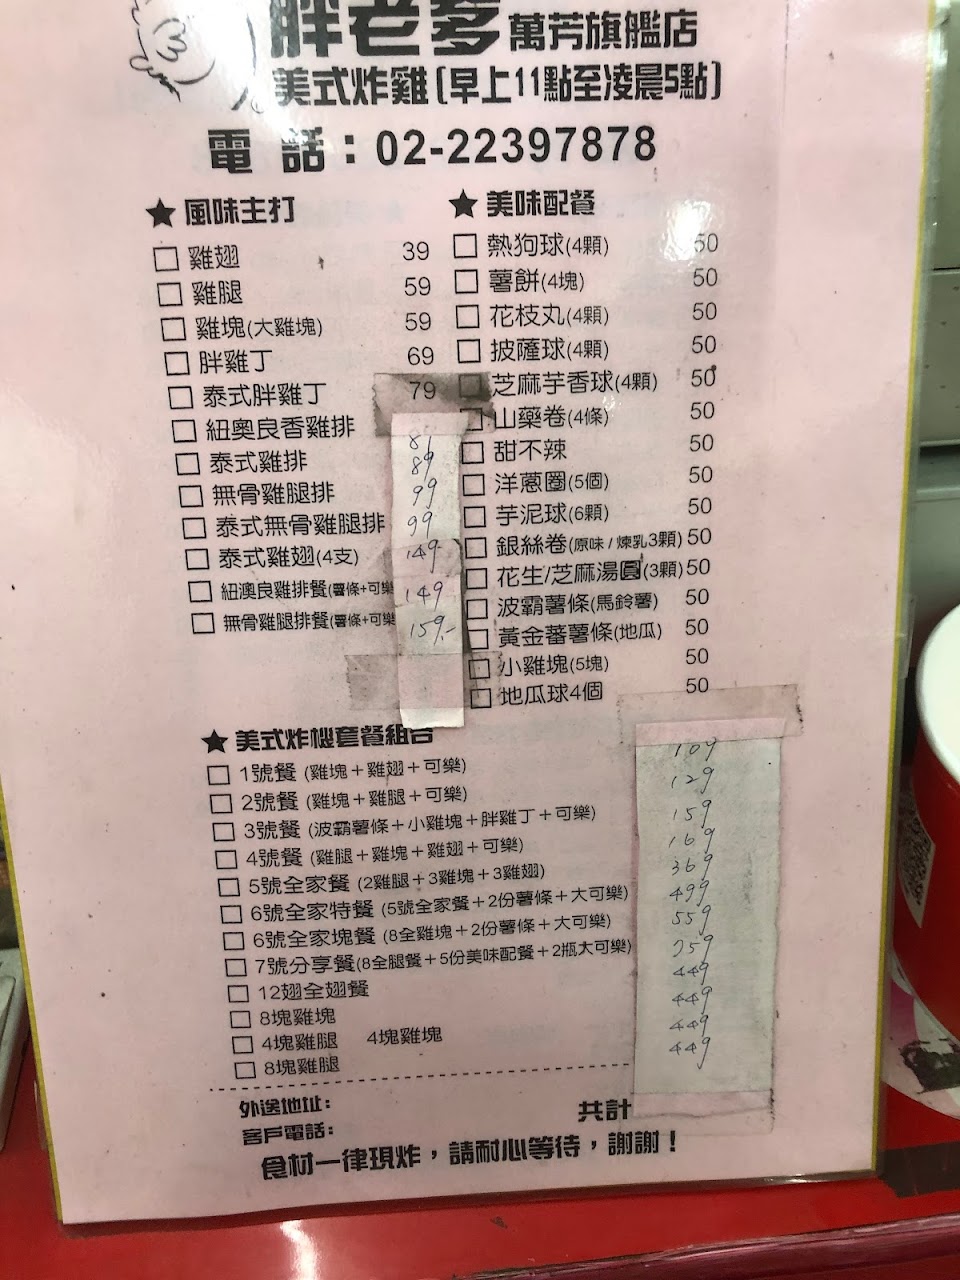 胖老爹 萬芳旗艦店
美式炸雞(早上11點至凌晨5點)
電 話：02-22397878
★ 風味主打
□ 雞翅 39
□ 雞腿 59
□ 雞塊(大雞塊) 59
□ 胖雞丁 69
□ 泰式胖雞丁 79
□ 紐奧良香雞排 81
□ 泰式雞排 89
□ 無骨雞腿排 99
□ 泰式無骨雞腿排 99
□ 泰式雞翅(4支) 149
□ 紐澳良雞排餐(薯條+可樂 149
□ 無骨雞腿排餐(薯條+可樂 159.-
★ 美味配餐
□ 熱狗球(4顆) 50
□ 薯餅(4塊) 50
□ 花枝丸(4顆) 50
□ 披薩球(4顆) 50
□ 芝麻芋香球(4顆) 50
□ 山藥卷(4條) 50
□ 甜不辣 50
□ 洋蔥圈(5個) 50
□ 芋泥球(6顆) 50
□ 銀絲卷(原味/煉乳3顆) 50
□ 花生/芝麻湯圓(3顆) 50
□ 波霸薯條(馬鈴薯) 50
□ 黃金蕃薯條(地瓜) 50
□ 小雞塊(5塊) 50
□ 地瓜球4個 50
★ 美式炸機套餐組合
□ 1號餐 (雞塊＋雞翅＋可樂) 109
□ 2號餐 (雞塊＋雞腿＋可樂) 129
□ 3號餐 (波霸薯條＋小雞塊＋胖雞丁＋可樂) 159
□ 4號餐 (雞腿＋雞塊＋雞翅＋可樂) 169
□ 5號全家餐 (2雞腿＋3雞塊＋3雞翅) 369
□ 6號全家特餐 (5號全家餐＋2份薯條＋大可樂) 499
□ 6號全家塊餐 (8全雞塊＋2份薯條＋大可樂) 559
□ 7號分享餐(8全腿餐＋5份美味配餐＋2瓶大可樂) 959
□ 12翅全翅餐 449
□ 8塊雞塊 449
□ 4塊雞腿 4塊雞塊 449
□ 8塊雞腿 449
外送地址：
客戶電話： 共計
食材一律現炸，請耐心等待，謝謝！